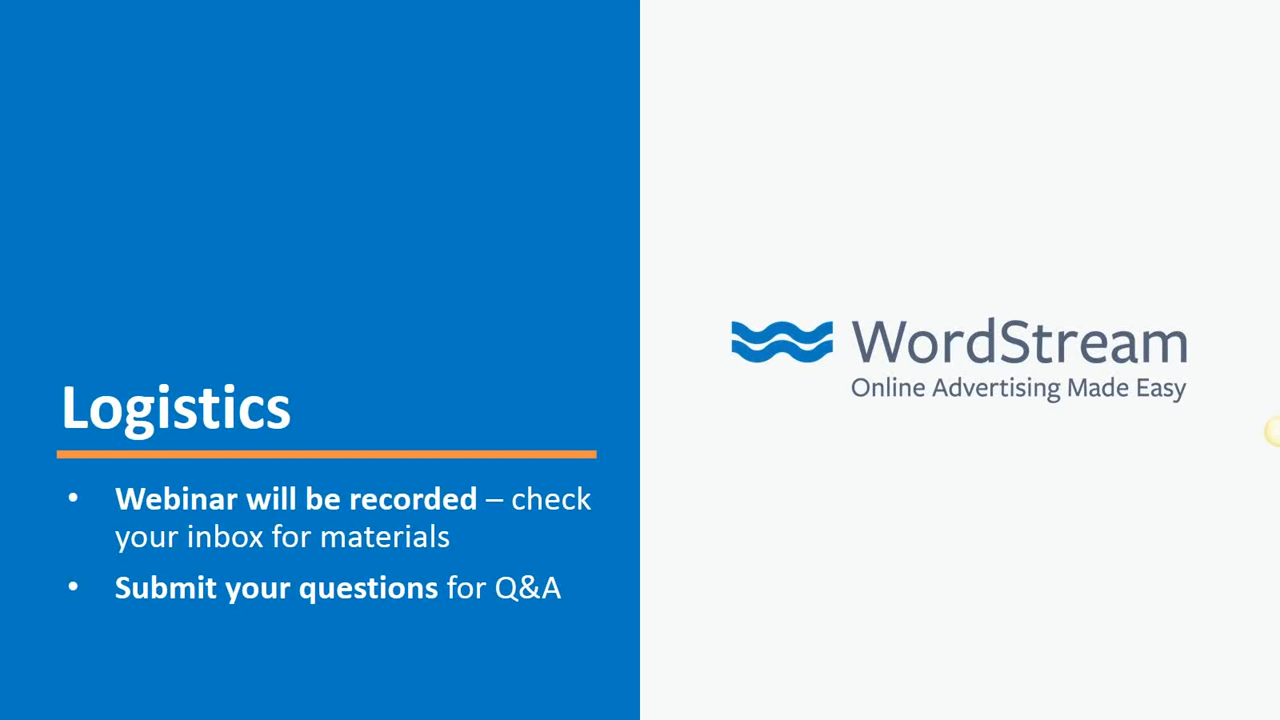 Logistics
• Webinar will be recorded – check
your inbox for materials
• Submit your questions for Q&A
WordStream
Online Advertising Made Easy